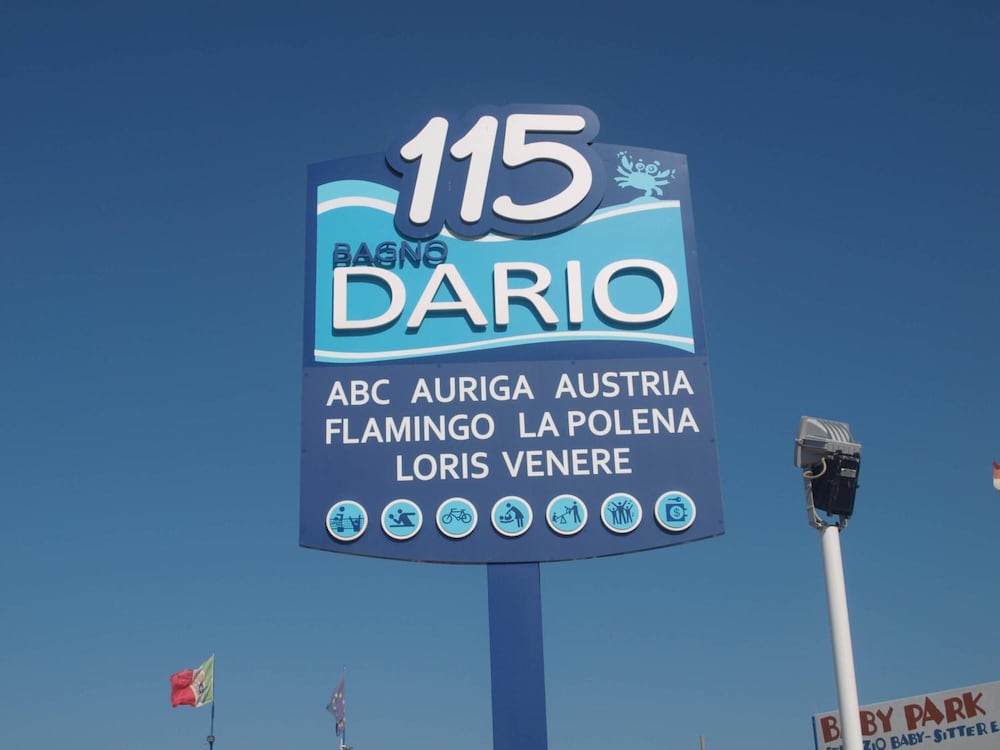 115
BAGNO
DARIO
ABC AURIGA AUSTRIA
FLAMINGO LA POLENA
LORIS VENERE
$
BABY PARK
BABY-SITTER